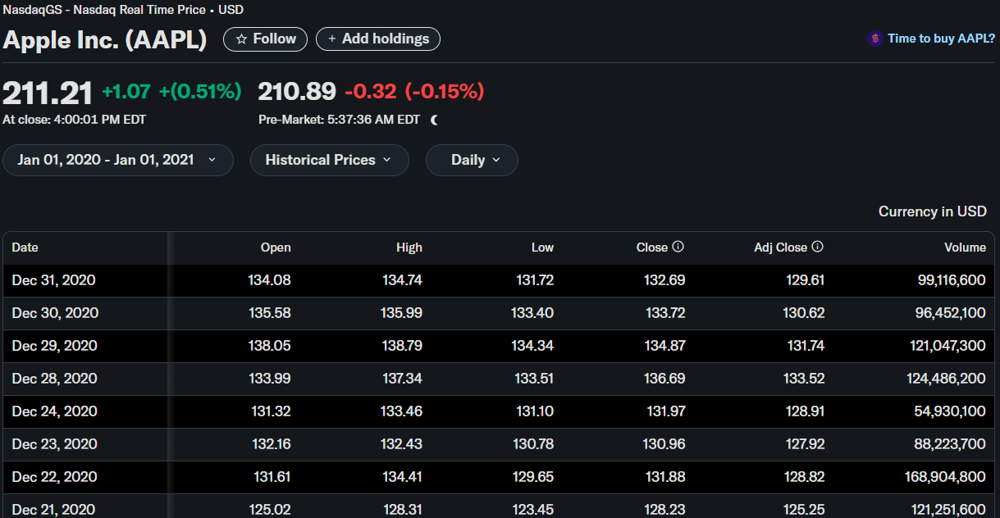 NasdaqGS - Nasdaq Real Time Price • USD
Apple Inc. (AAPL) Follow + Add holdings Time to buy AAPL?
211.21 +1.07 +(0.51%) 210.89 -0.32 (-0.15%)
At close: 4:00:01 PM EDT Pre-Market: 5:37:36 AM EDT
Jan 01, 2020 - Jan 01, 2021 Historical Prices Daily
Currency in USD
Date Open High Low Close Adj Close Volume
Dec 31, 2020 134.08 134.74 131.72 132.69 129.61 99,116,600
Dec 30, 2020 135.58 135.99 133.40 133.72 130.62 96,452,100
Dec 29, 2020 138.05 138.79 134.34 134.87 131.74 121,047,300
Dec 28, 2020 133.99 137.34 133.51 136.69 133.52 124,486,200
Dec 24, 2020 131.32 133.46 131.10 131.97 128.91 54,930,100
Dec 23, 2020 132.16 132.43 130.78 130.96 127.92 88,223,700
Dec 22, 2020 131.61 134.41 129.65 131.88 128.82 168,904,800
Dec 21, 2020 125.02 128.31 123.45 128.23 125.25 121,251,600